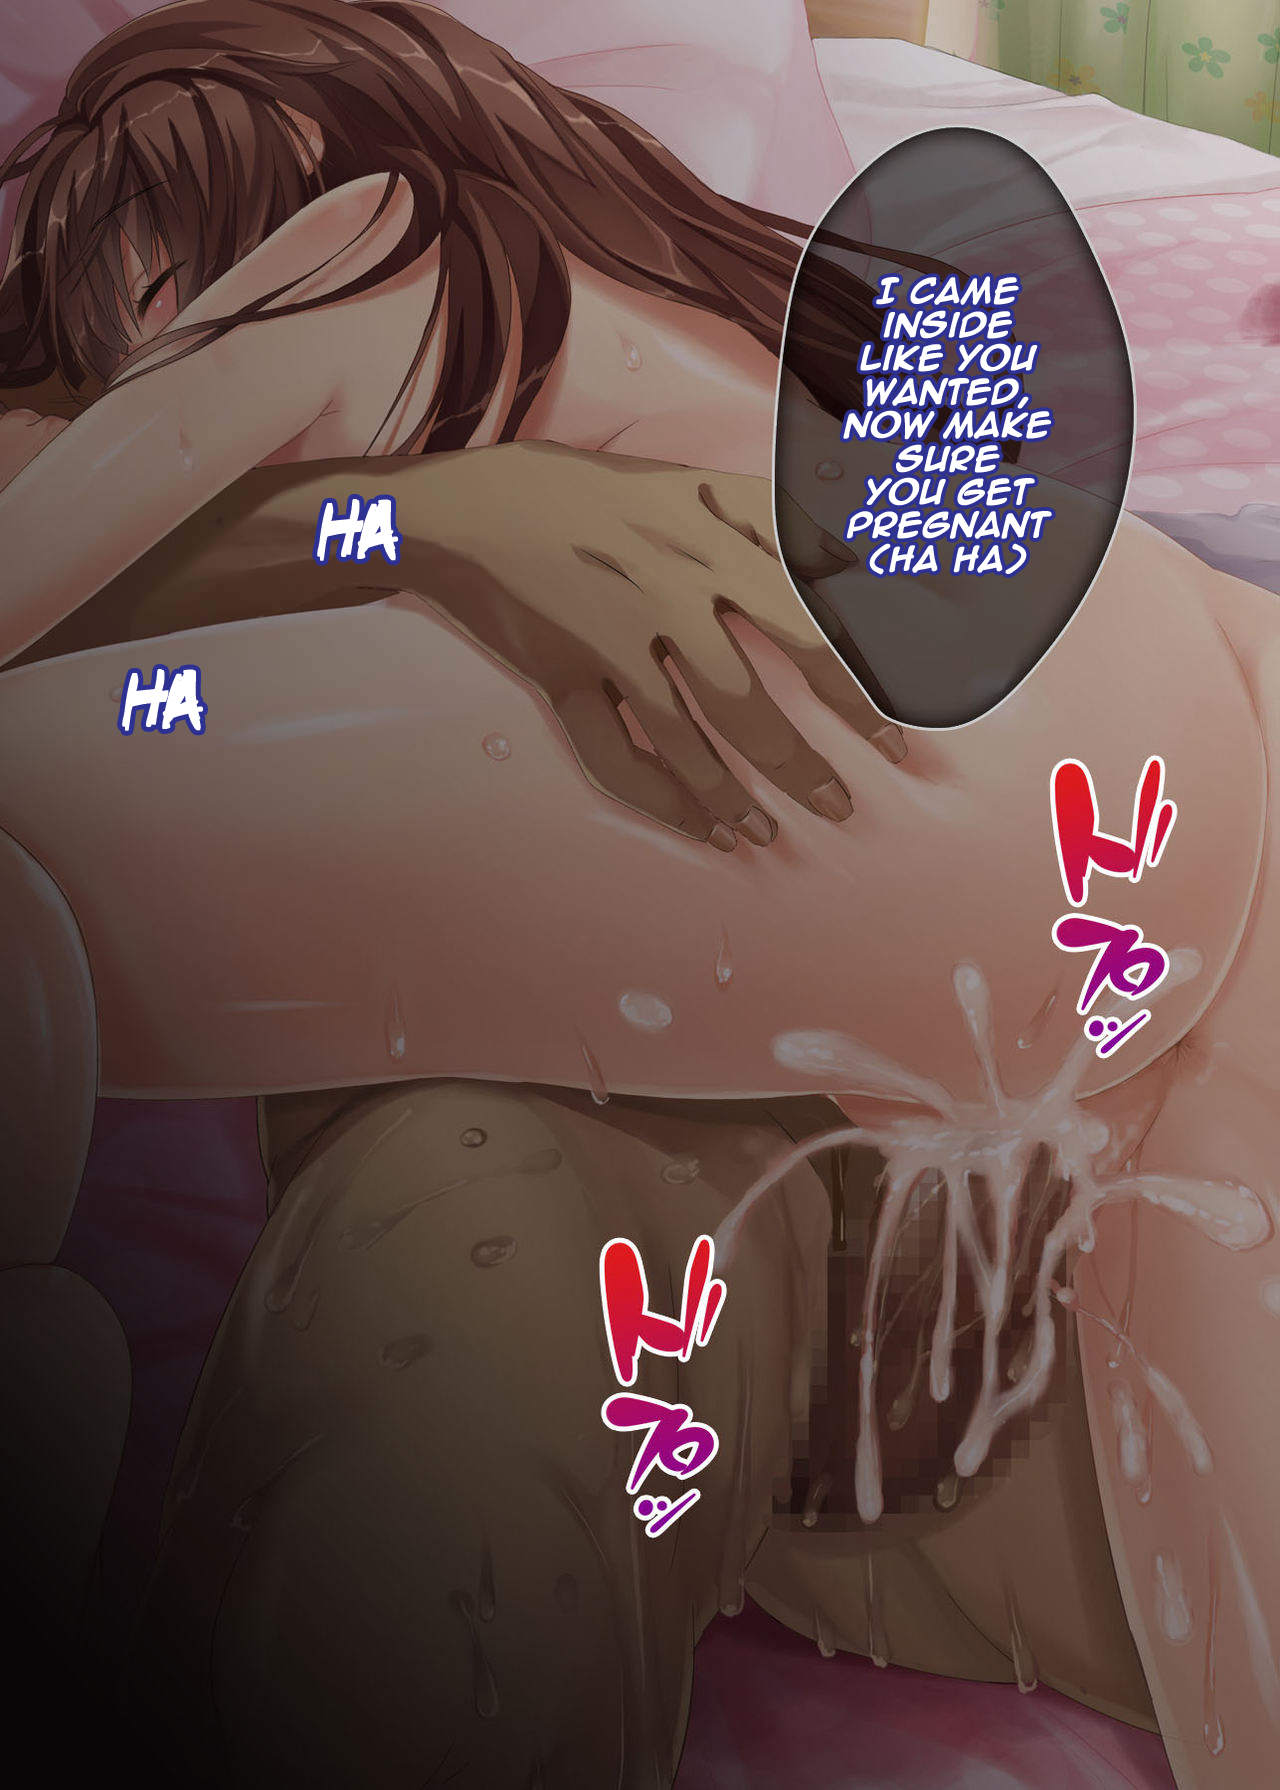 I CAME
INSIDE
LIKE YOU
WANTED,
NOW MAKE
SURE
YOU GET
PREGNANT
(HA HA)
HA
HA
ドプッ
ドプッ